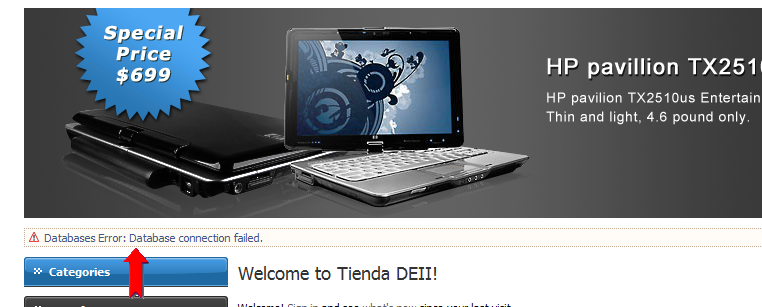 Special
Price
$699
HP pavillion TX251
HP pavilion TX2510us Entertain
Thin and light, 4.6 pound only.
Databases Error: Database connection failed.
Categories
Welcome to Tienda DEII!
Welcome! Sign in and see what's new since your last visit